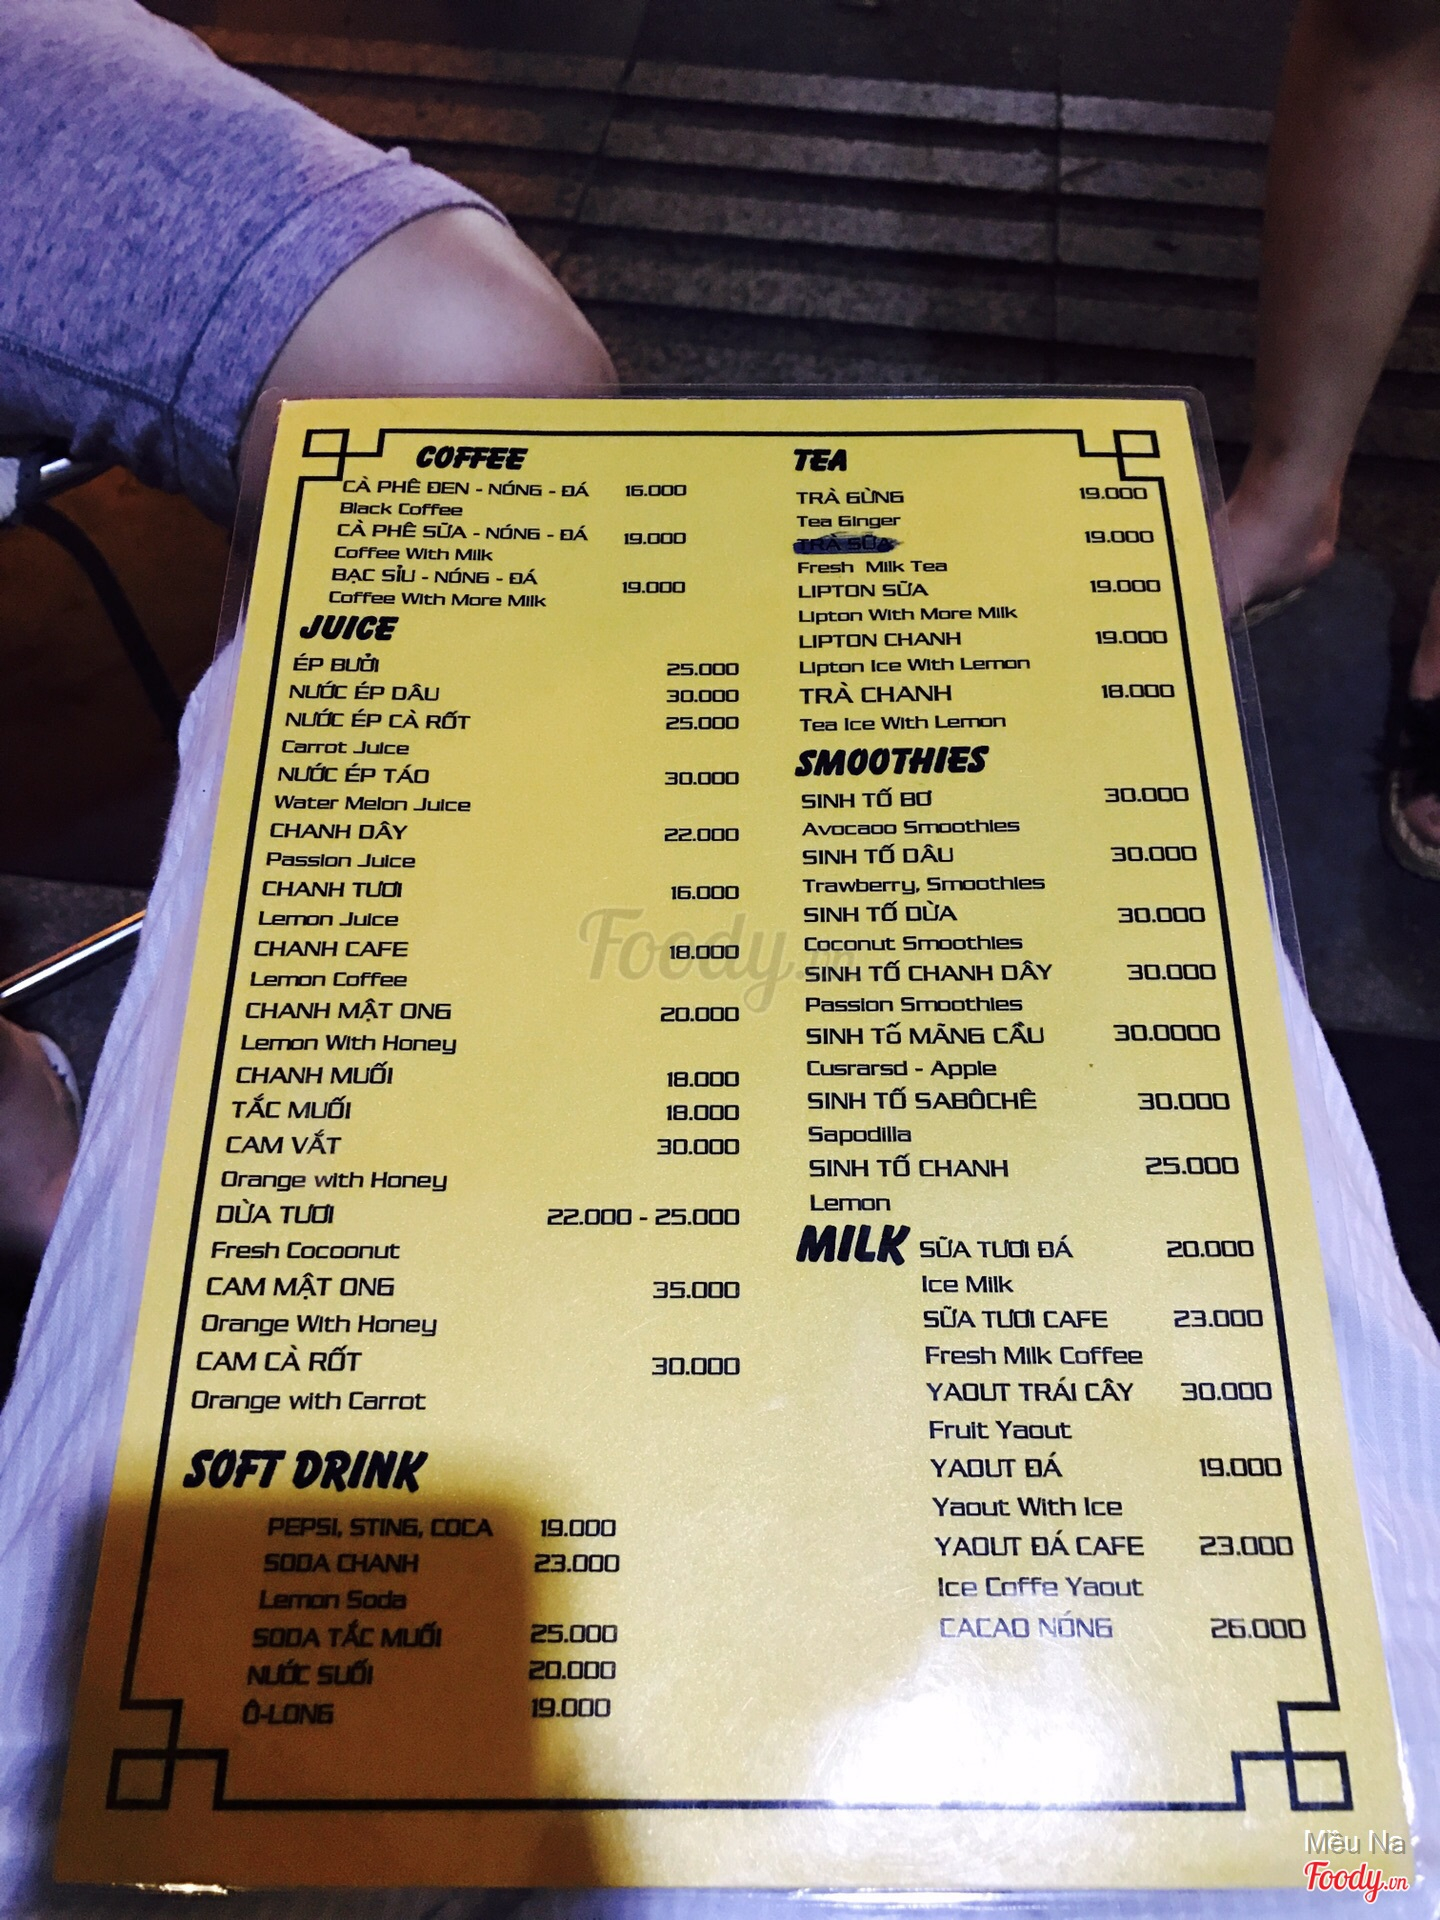 COFFEE
CÀ PHÊ ĐEN - NÓNG - ĐÁ 16.000
Black Coffee
CÀ PHÊ SỮA - NÓNG - ĐÁ 19.000
Coffee With Milk
BẠC SỈU - NÓNG - ĐÁ 19.000
Coffee With More Milk
JUICE
ÉP BƯỞI 25.000
NƯỚC ÉP DÂU 30.000
NƯỚC ÉP CÀ RỐT 25.000
Carrot Juice
NƯỚC ÉP TÁO 30.000
Water Melon Juice
CHANH DÂY 22.000
Passion Juice
CHANH TƯƠI 16.000
Lemon Juice
CHANH CAFE 18.000
Lemon Coffee
CHANH MẬT ONG 20.000
Lemon With Honey
CHANH MUỐI 18.000
TẮC MUỐI 18.000
CAM VẮT 30.000
Orange with Honey
DỪA TƯƠI 22.000 - 25.000
Fresh Cocoonut
CAM MẬT ONG 35.000
Orange With Honey
CAM CÀ RỐT 30.000
Orange with Carrot
SOFT DRINK
PEPSI, STING, COCA 19.000
SODA CHANH 23.000
Lemon Soda
SODA TẮC MUỐI 25.000
NƯỚC SUỐI 20.000
Ô-LONG 19.000
TEA
TRÀ GỪNG 19.000
Tea Ginger
TRÀ SỮA 19.000
Fresh Milk Tea
LIPTON SỮA 19.000
Lipton With More Milk
LIPTON CHANH 19.000
Lipton Ice With Lemon
TRÀ CHANH 18.000
Tea Ice With Lemon
SMOOTHIES
SINH TỐ BƠ 30.000
Avocaoo Smoothies
SINH TỐ DÂU 30.000
Trawberry, Smoothies
SINH TỐ DỪA 30.000
Coconut Smoothies
SINH TỐ CHANH DÂY 30.000
Passion Smoothies
SINH TỐ MÃNG CẦU 30.0000
Cusrarsd - Apple
SINH TỐ SABÔCHÊ 30.000
Sapodilla
SINH TỐ CHANH 25.000
Lemon
MILK SỮA TƯƠI ĐÁ 20.000
Ice Milk
SỮA TƯƠI CAFE 23.000
Fresh Milk Coffee
YAOUT TRÁI CÂY 30.000
Fruit Yaout
YAOUT ĐÁ 19.000
Yaout With Ice
YAOUT ĐÁ CAFE 23.000
Ice Coffe Yaout
CACAO NÓNG 26.000
Foody.vn
Mều Na
Foody.vn